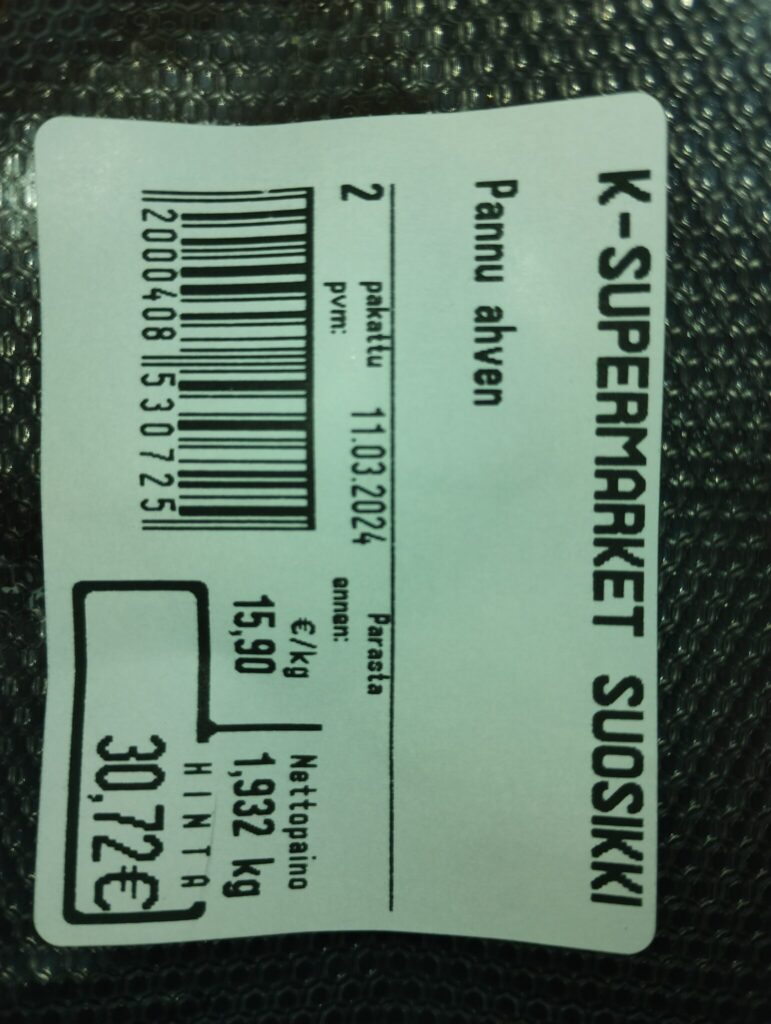 K-SUPERMARKET SUOSIKKI
Pannu ahven
2 pakattu pvm: 11.03.2024 Parasta ennen:
€/kg Nettopaino
15,90 1,932 kg
HINTA
30,72€
2000408 530725